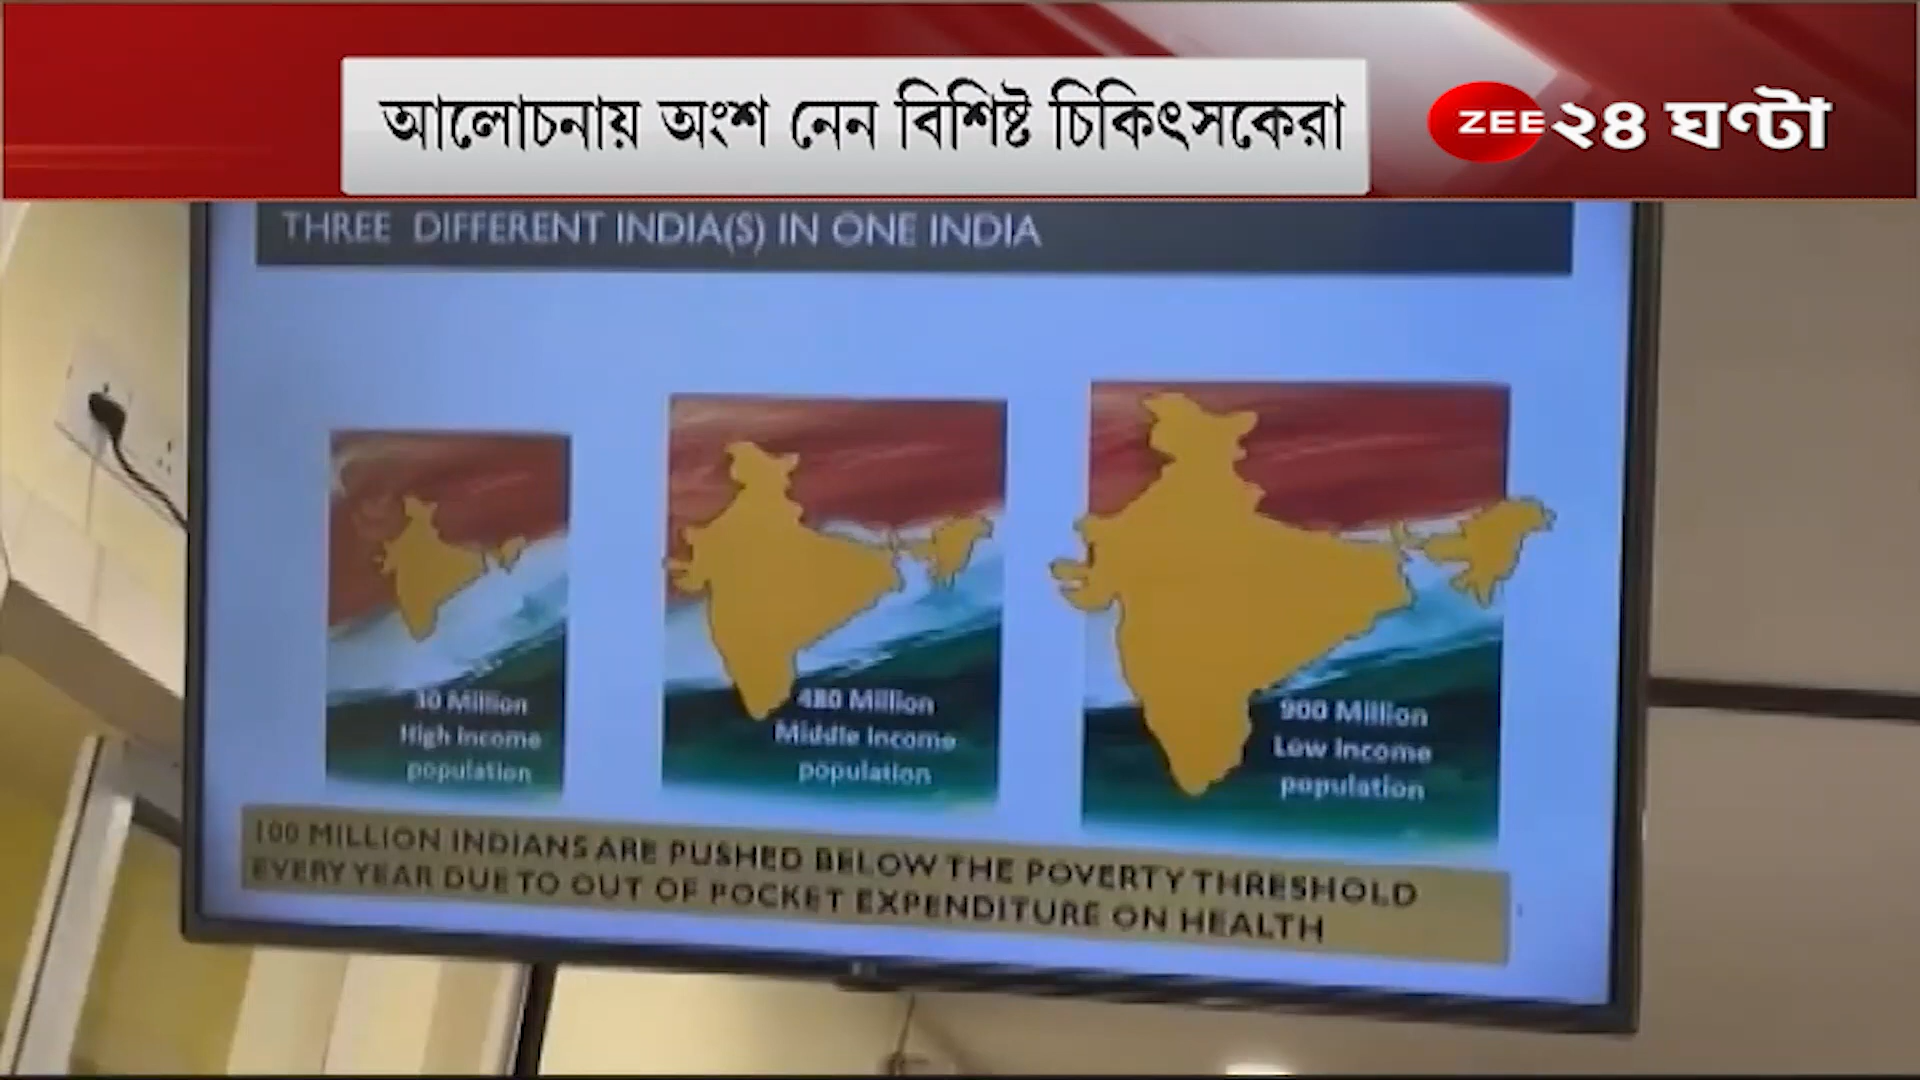 আলোচনায় অংশ নেন বিশিষ্ট চিকিৎসকেরা
ZEE ২৪ ঘণ্টা
THREE DIFFERENT INDIA(S) IN ONE INDIA
30 Million
High Income
population
480 Million
Middle Income
population
900 Million
Low Income
population
100 MILLION INDIANS ARE PUSHED BELOW THE POVERTY THRESHOLD
EVERY YEAR DUE TO OUT OF POCKET EXPENDITURE ON HEALTH